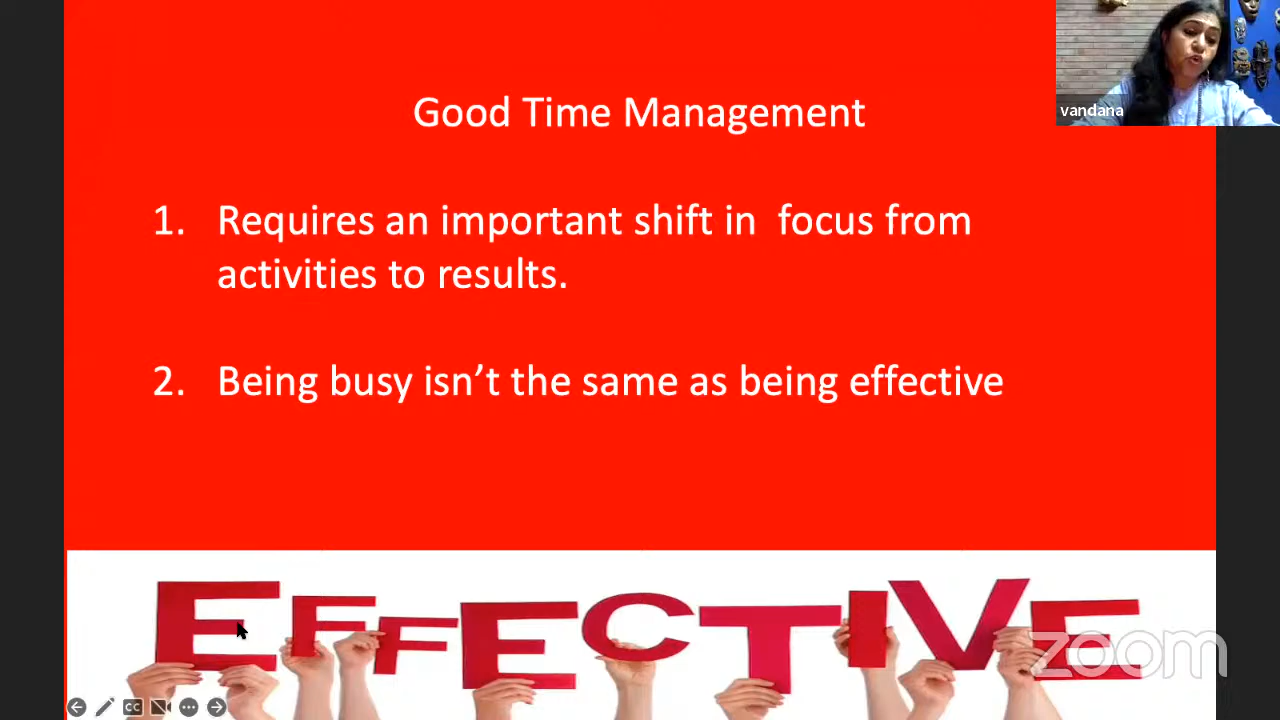 Good Time Management
vandana
1. Requires an important shift in focus from
activities to results.
2. Being busy isn't the same as being effective
EFFECTIVE
zoom
CC